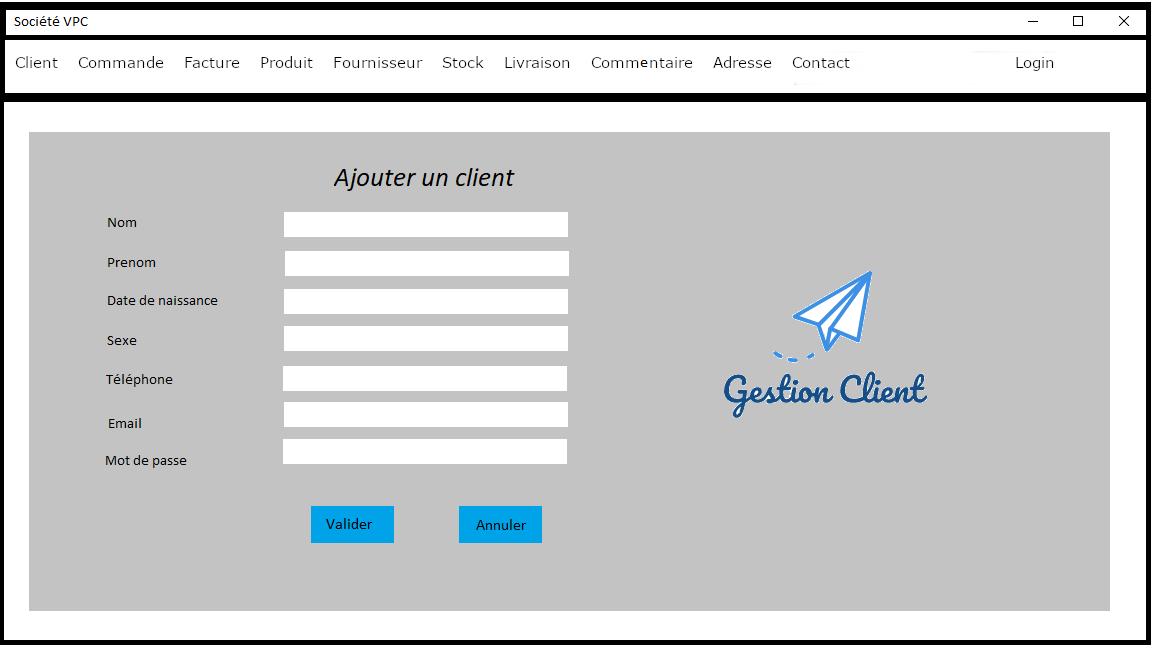 Société VPC
Client Commande Facture Produit Fournisseur Stock Livraison Commentaire Adresse Contact Login
Ajouter un client
Nom
Prenom
Date de naissance
Sexe
Téléphone
Email
Mot de passe
Valider Annuler
Gestion Client